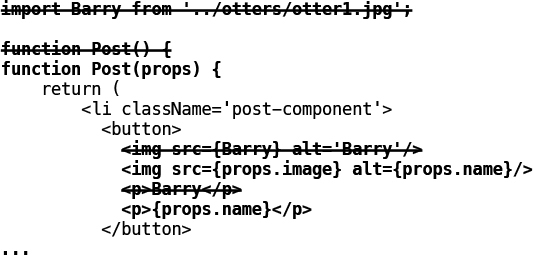 import Barry from '../otters/otter1.jpg';
function Post() {
function Post(props) {
return (
<li className='post-component'>
<button>
<img src={Barry} alt='Barry'/>
<img src={props.image} alt={props.name}/>
<p>Barry</p>
<p>{props.name}</p>
</button>
...